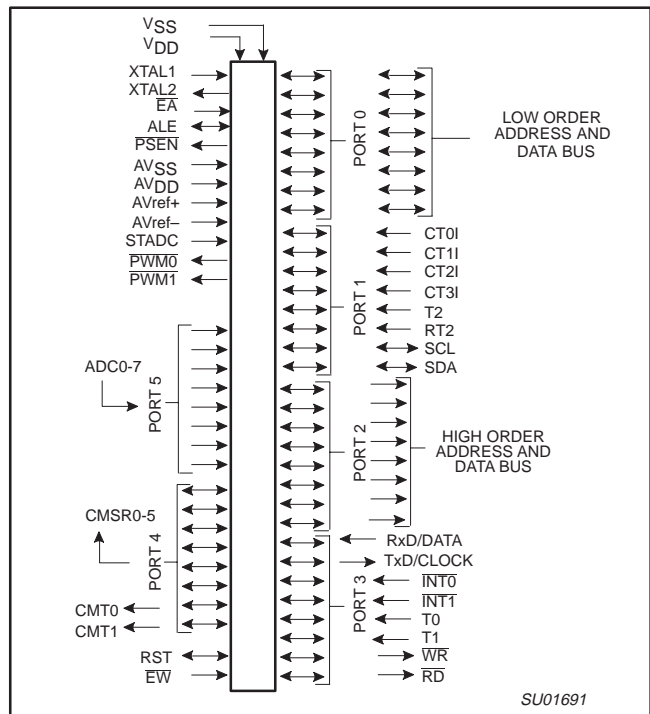 VSS
VDD
XTAL1
XTAL2
EA
ALE
PSEN
AVSS
AVDD
AVref+
AVref–
STADC
PWM0
PWM1
ADC0-7
PORT 5
CMSR0-5
PORT 4
CMT0
CMT1
RST
EW
PORT 0
LOW ORDER
ADDRESS AND
DATA BUS
PORT 1
CT0I
CT1I
CT2I
CT3I
T2
RT2
SCL
SDA
PORT 2
HIGH ORDER
ADDRESS AND
DATA BUS
PORT 3
RxD/DATA
TxD/CLOCK
INT0
INT1
T0
T1
WR
RD
SU01691